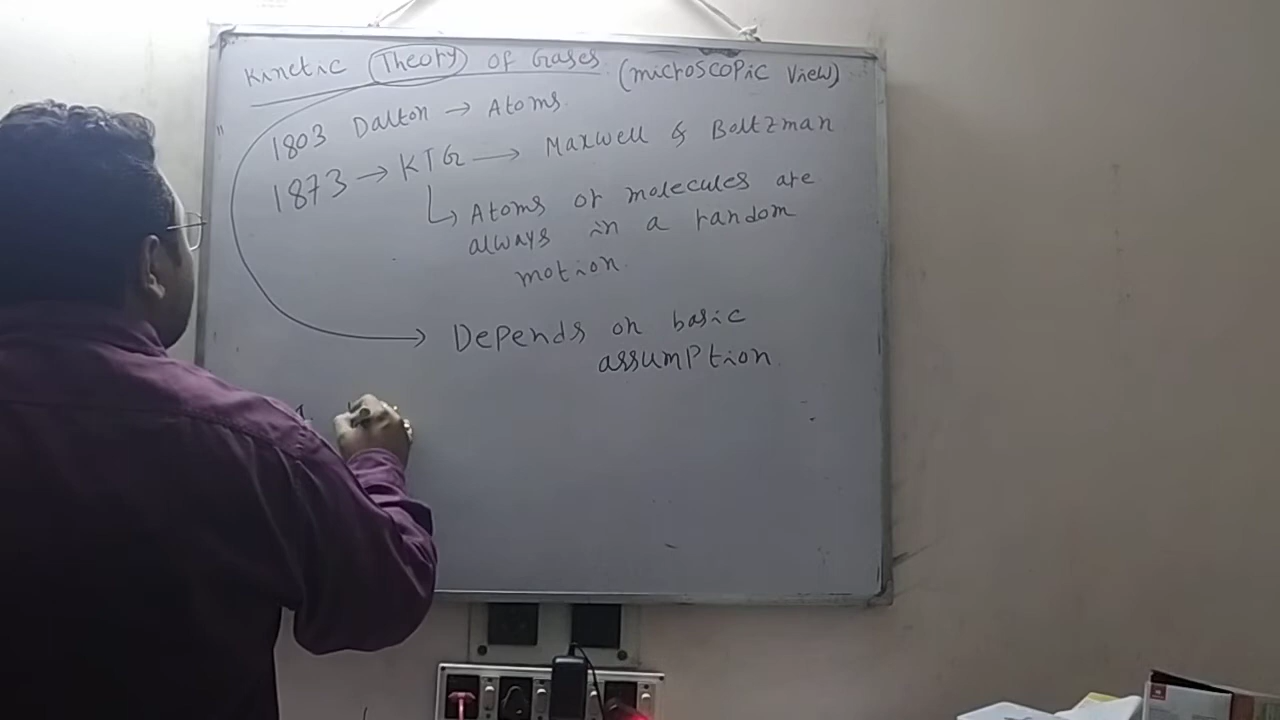 Kinetic Theory of Gases (microscopic View)
1803 Dalton → Atoms
1873 → KTG → Maxwell & Boltzman
Atoms or molecules are
always in a random
motion.
Depends on basic
assumption.